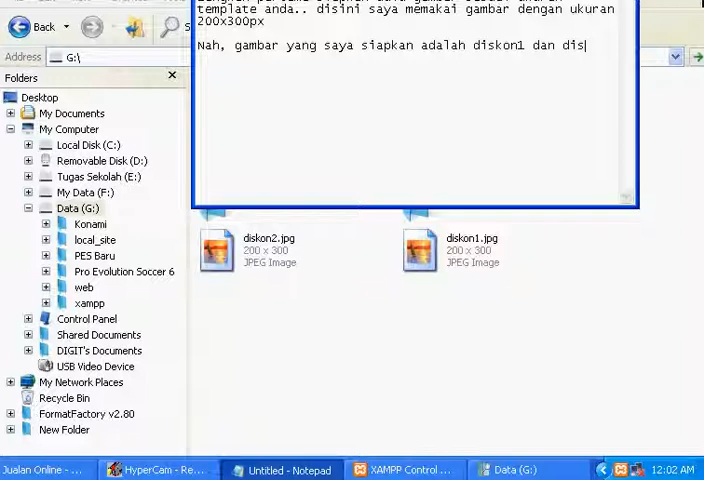 template anda.. disini saya memakai gambar dengan ukuran
200x300px
Nah, gambar yang saya siapkan adalah diskon1 dan dis
Back
S
Address
G:\
Folders
Desktop
My Documents
My Computer
Local Disk (C:)
Removable Disk (D:)
Tugas Sekolah (E:)
My Data (F:)
Data (G:)
Konami
local_site
PES Baru
Pro Evolution Soccer 6
web
xampp
Control Panel
Shared Documents
DIGIT's Documents
USB Video Device
My Network Places
Recycle Bin
FormatFactory v2.80
New Folder
diskon2.jpg
200 x 300
JPEG Image
diskon1.jpg
200 x 300
JPEG Image
Jualan Online - ...
HyperCam - Re...
Untitled - Notepad
XAMPP Control ...
Data (G:)
12:02 AM